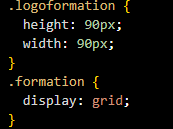 .logoformation {
  height: 90px;
  width: 90px;
}
.formation {
  display: grid;
}